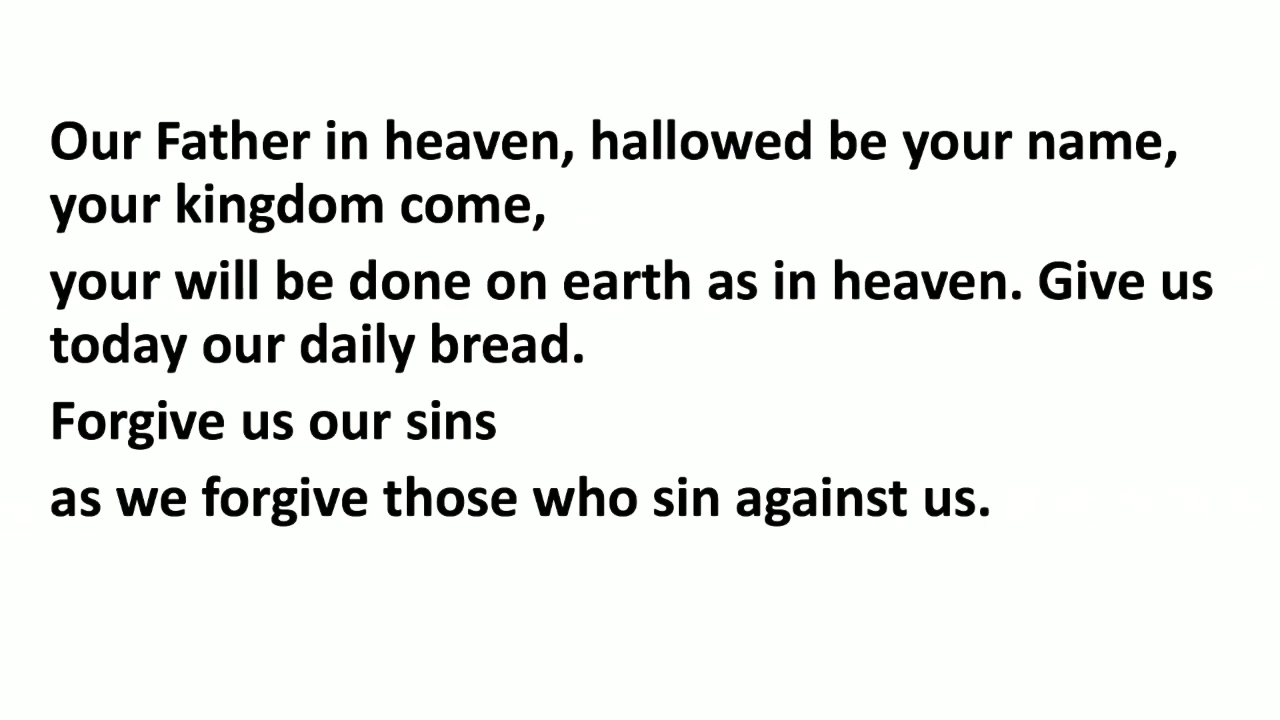 Our Father in heaven, hallowed be your name,
your kingdom come,
your will be done on earth as in heaven. Give us
today our daily bread.
Forgive us our sins
as we forgive those who sin against us.